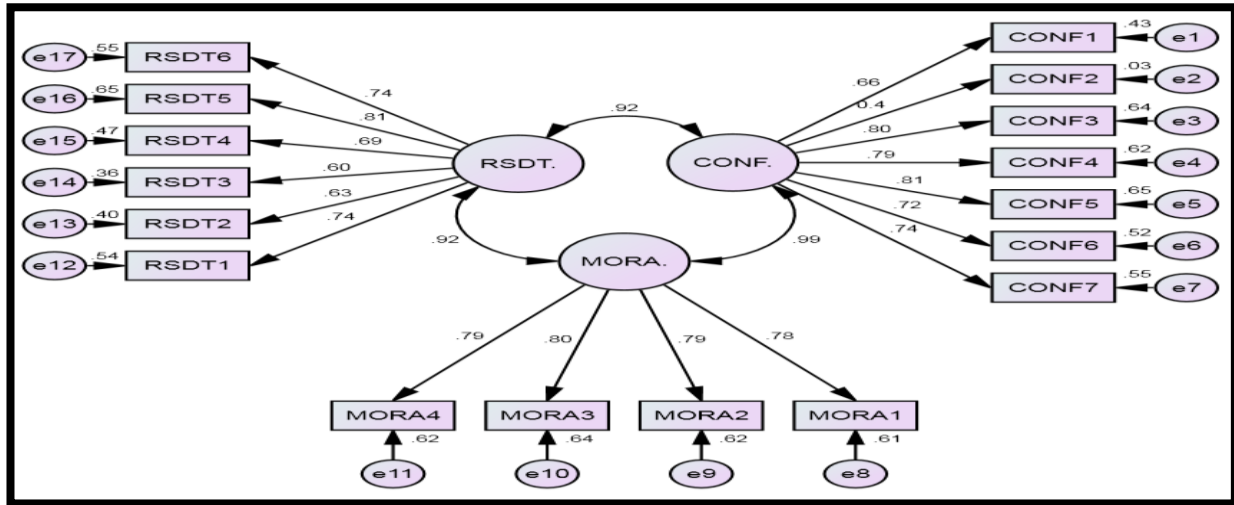 e17 .55 RSDT6
e16 .65 RSDT5
e15 .47 RSDT4
e14 .36 RSDT3
e13 .40 RSDT2
e12 .54 RSDT1
.74
.81
.69
.60
.63
.74
RSDT.
.92
CONF.
.92
.99
MORA.
.66
0.4
.80
.79
.81
.72
.74
CONF1 .43 e1
CONF2 .03 e2
CONF3 .64 e3
CONF4 .62 e4
CONF5 .65 e5
CONF6 .52 e6
CONF7 .55 e7
.79 .80 .79 .78
MORA4 MORA3 MORA2 MORA1
.62 .64 .62 .61
e11 e10 e9 e8